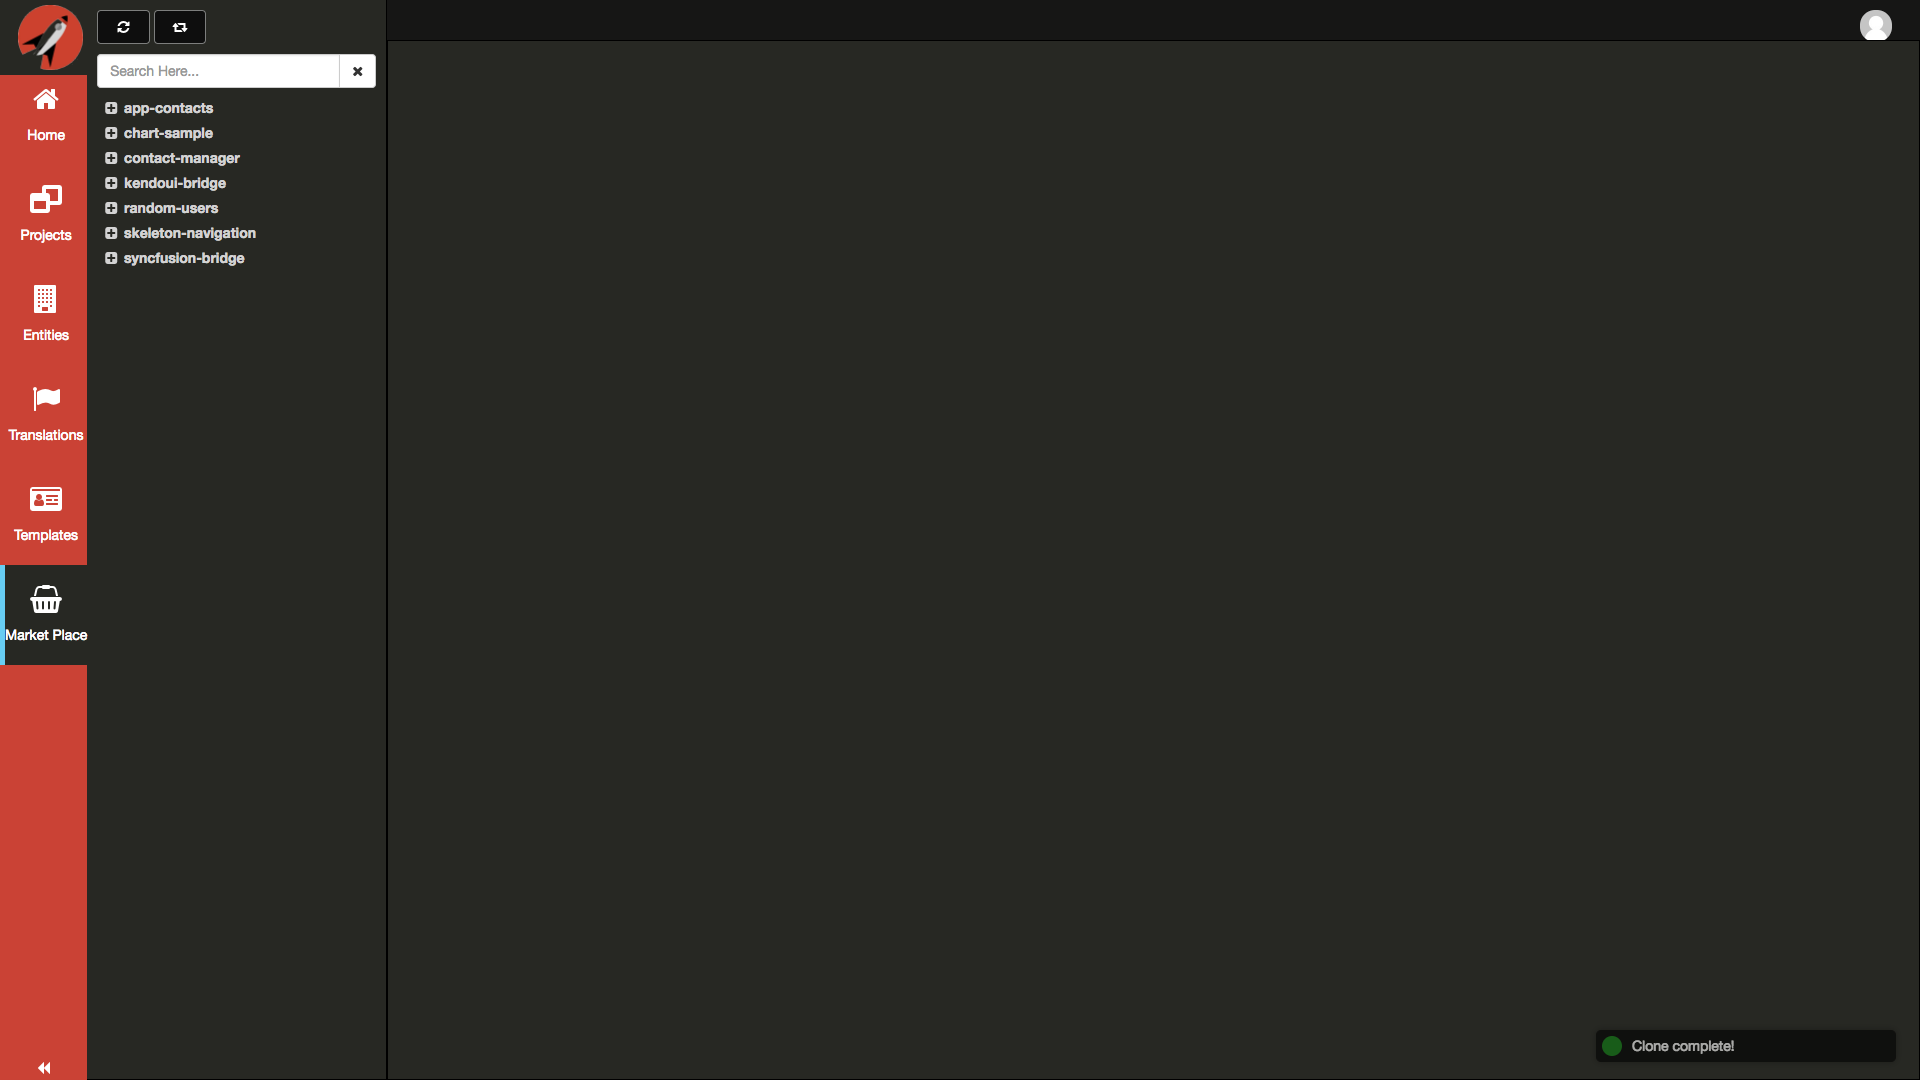 Home
Projects
Entities
Translations
Templates
Market Place
Search Here...
app-contacts
chart-sample
contact-manager
kendoui-bridge
random-users
skeleton-navigation
syncfusion-bridge
Clone complete!